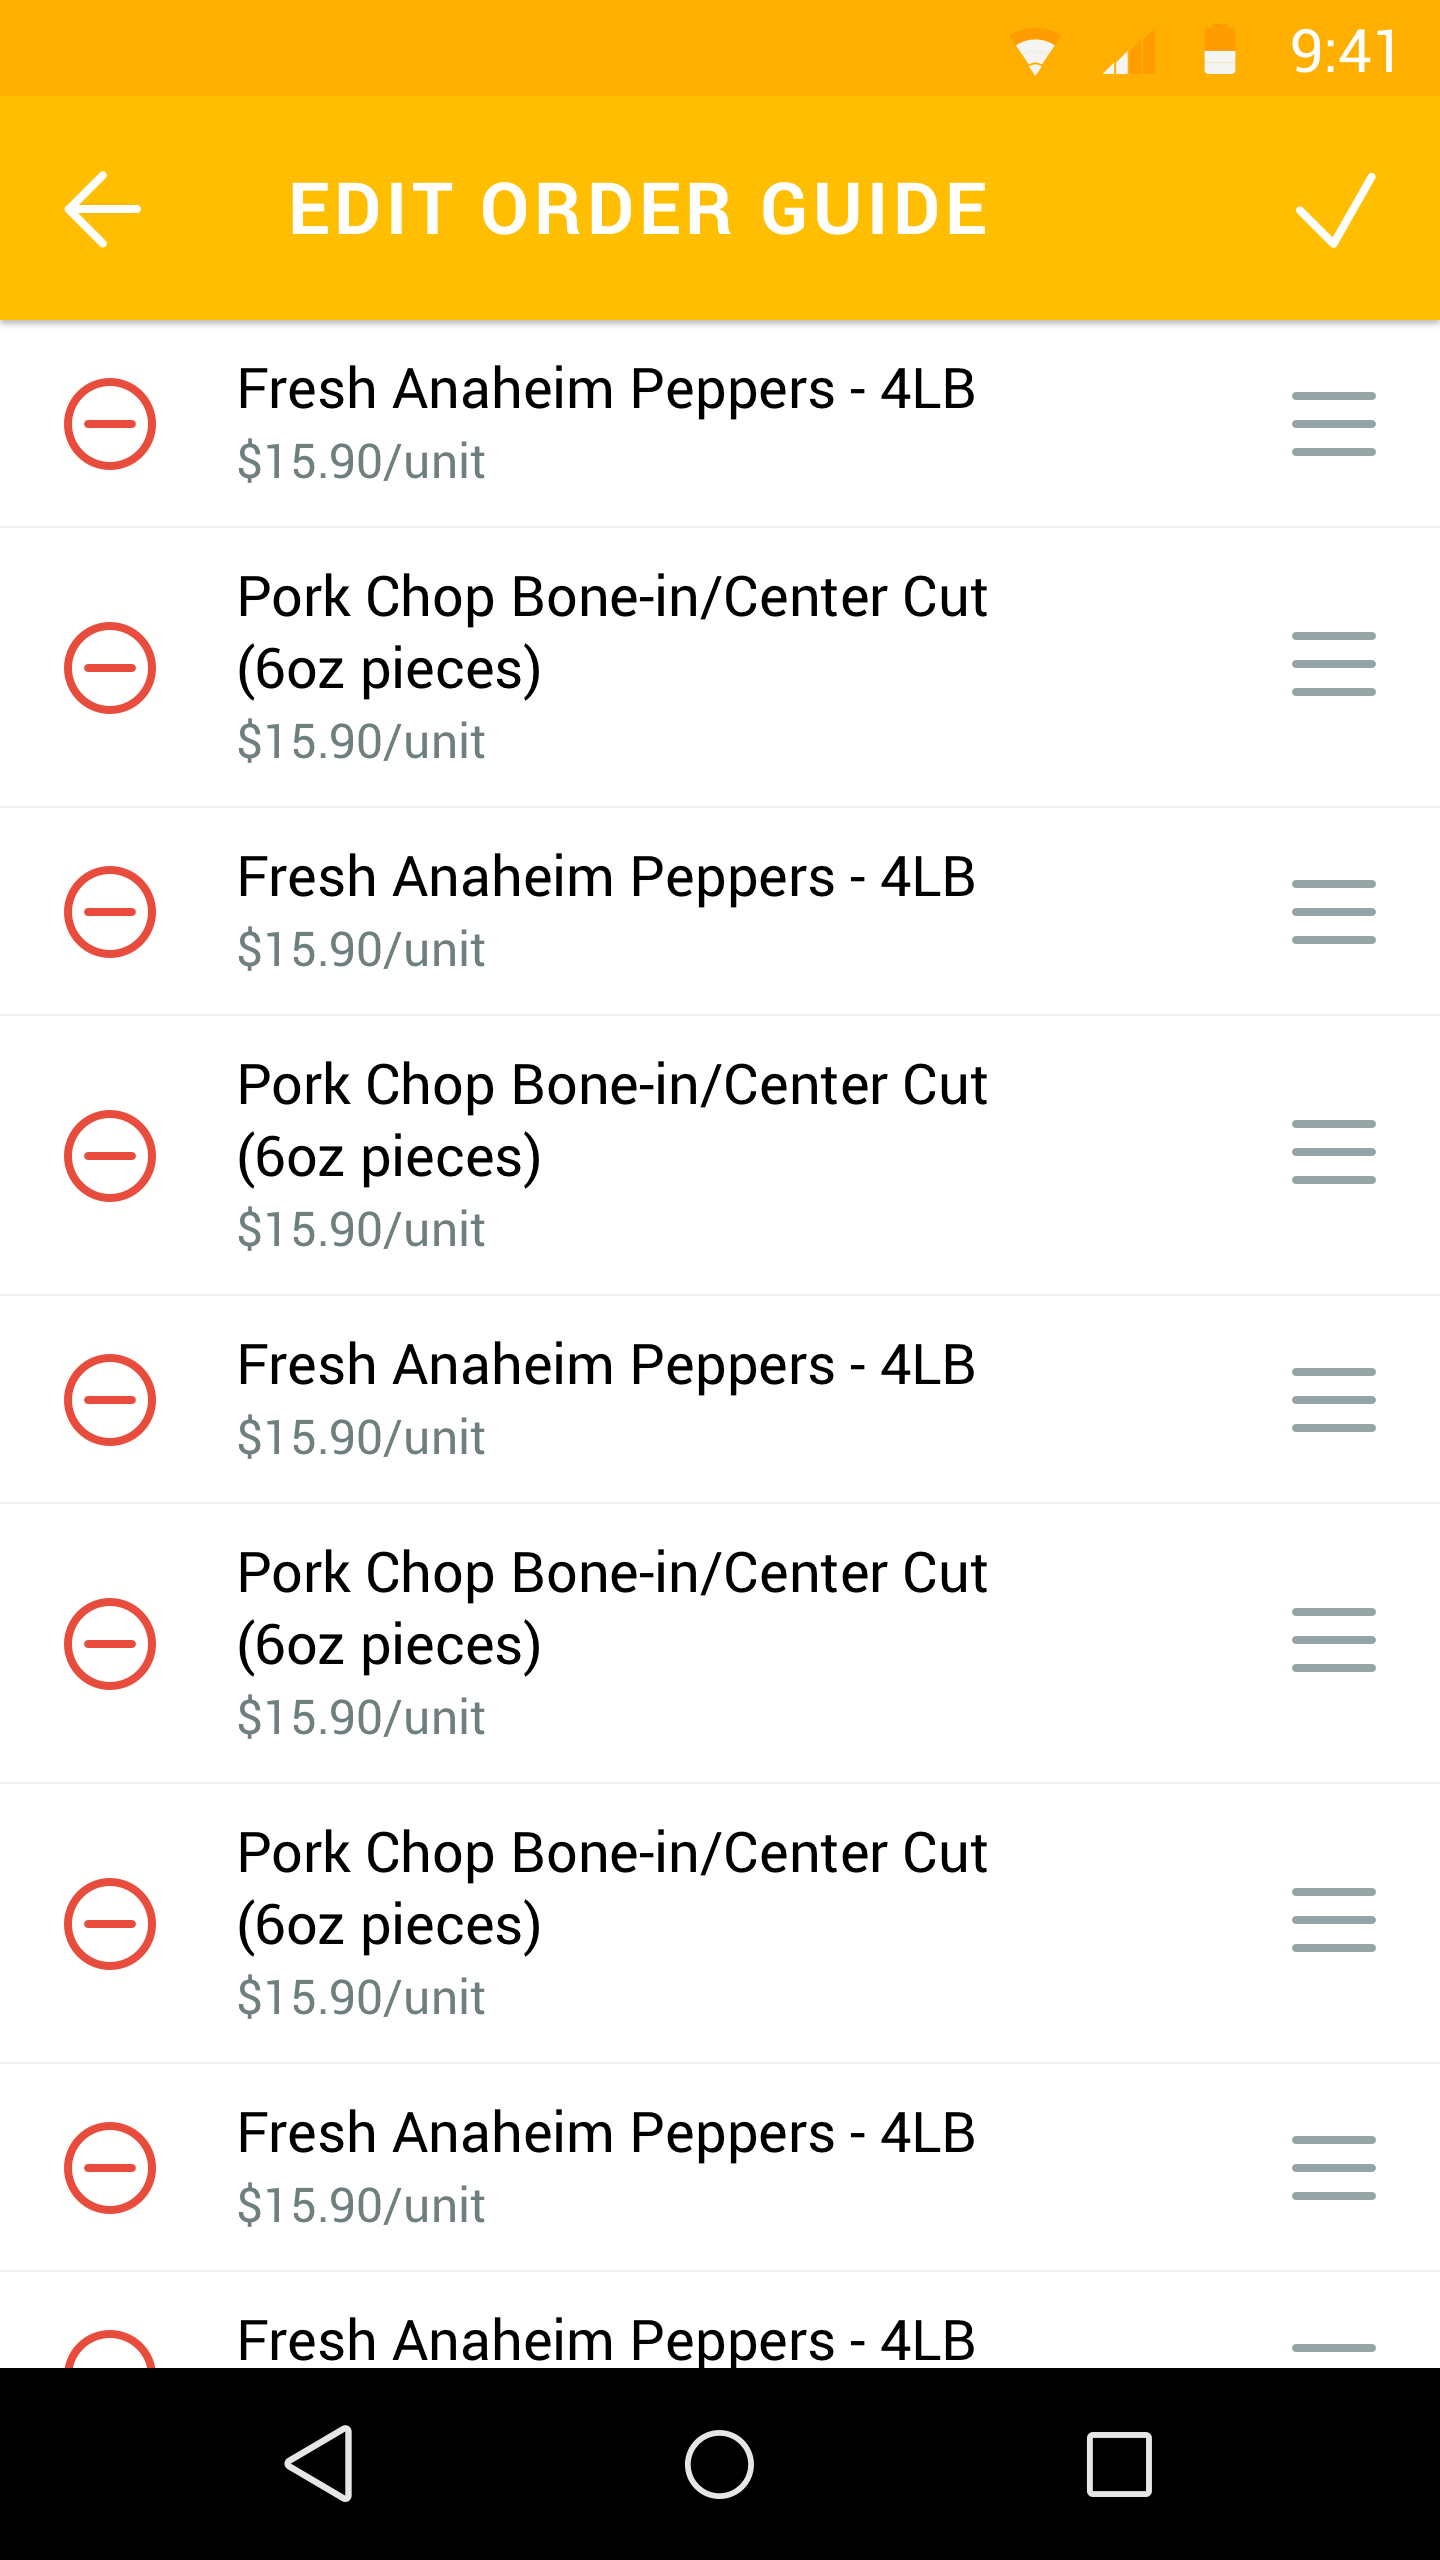 9:41
EDIT ORDER GUIDE
Fresh Anaheim Peppers - 4LB
$15.90/unit
Pork Chop Bone-in/Center Cut
(6oz pieces)
$15.90/unit
Fresh Anaheim Peppers - 4LB
$15.90/unit
Pork Chop Bone-in/Center Cut
(6oz pieces)
$15.90/unit
Fresh Anaheim Peppers - 4LB
$15.90/unit
Pork Chop Bone-in/Center Cut
(6oz pieces)
$15.90/unit
Pork Chop Bone-in/Center Cut
(6oz pieces)
$15.90/unit
Fresh Anaheim Peppers - 4LB
$15.90/unit
Fresh Anaheim Peppers - 4LB